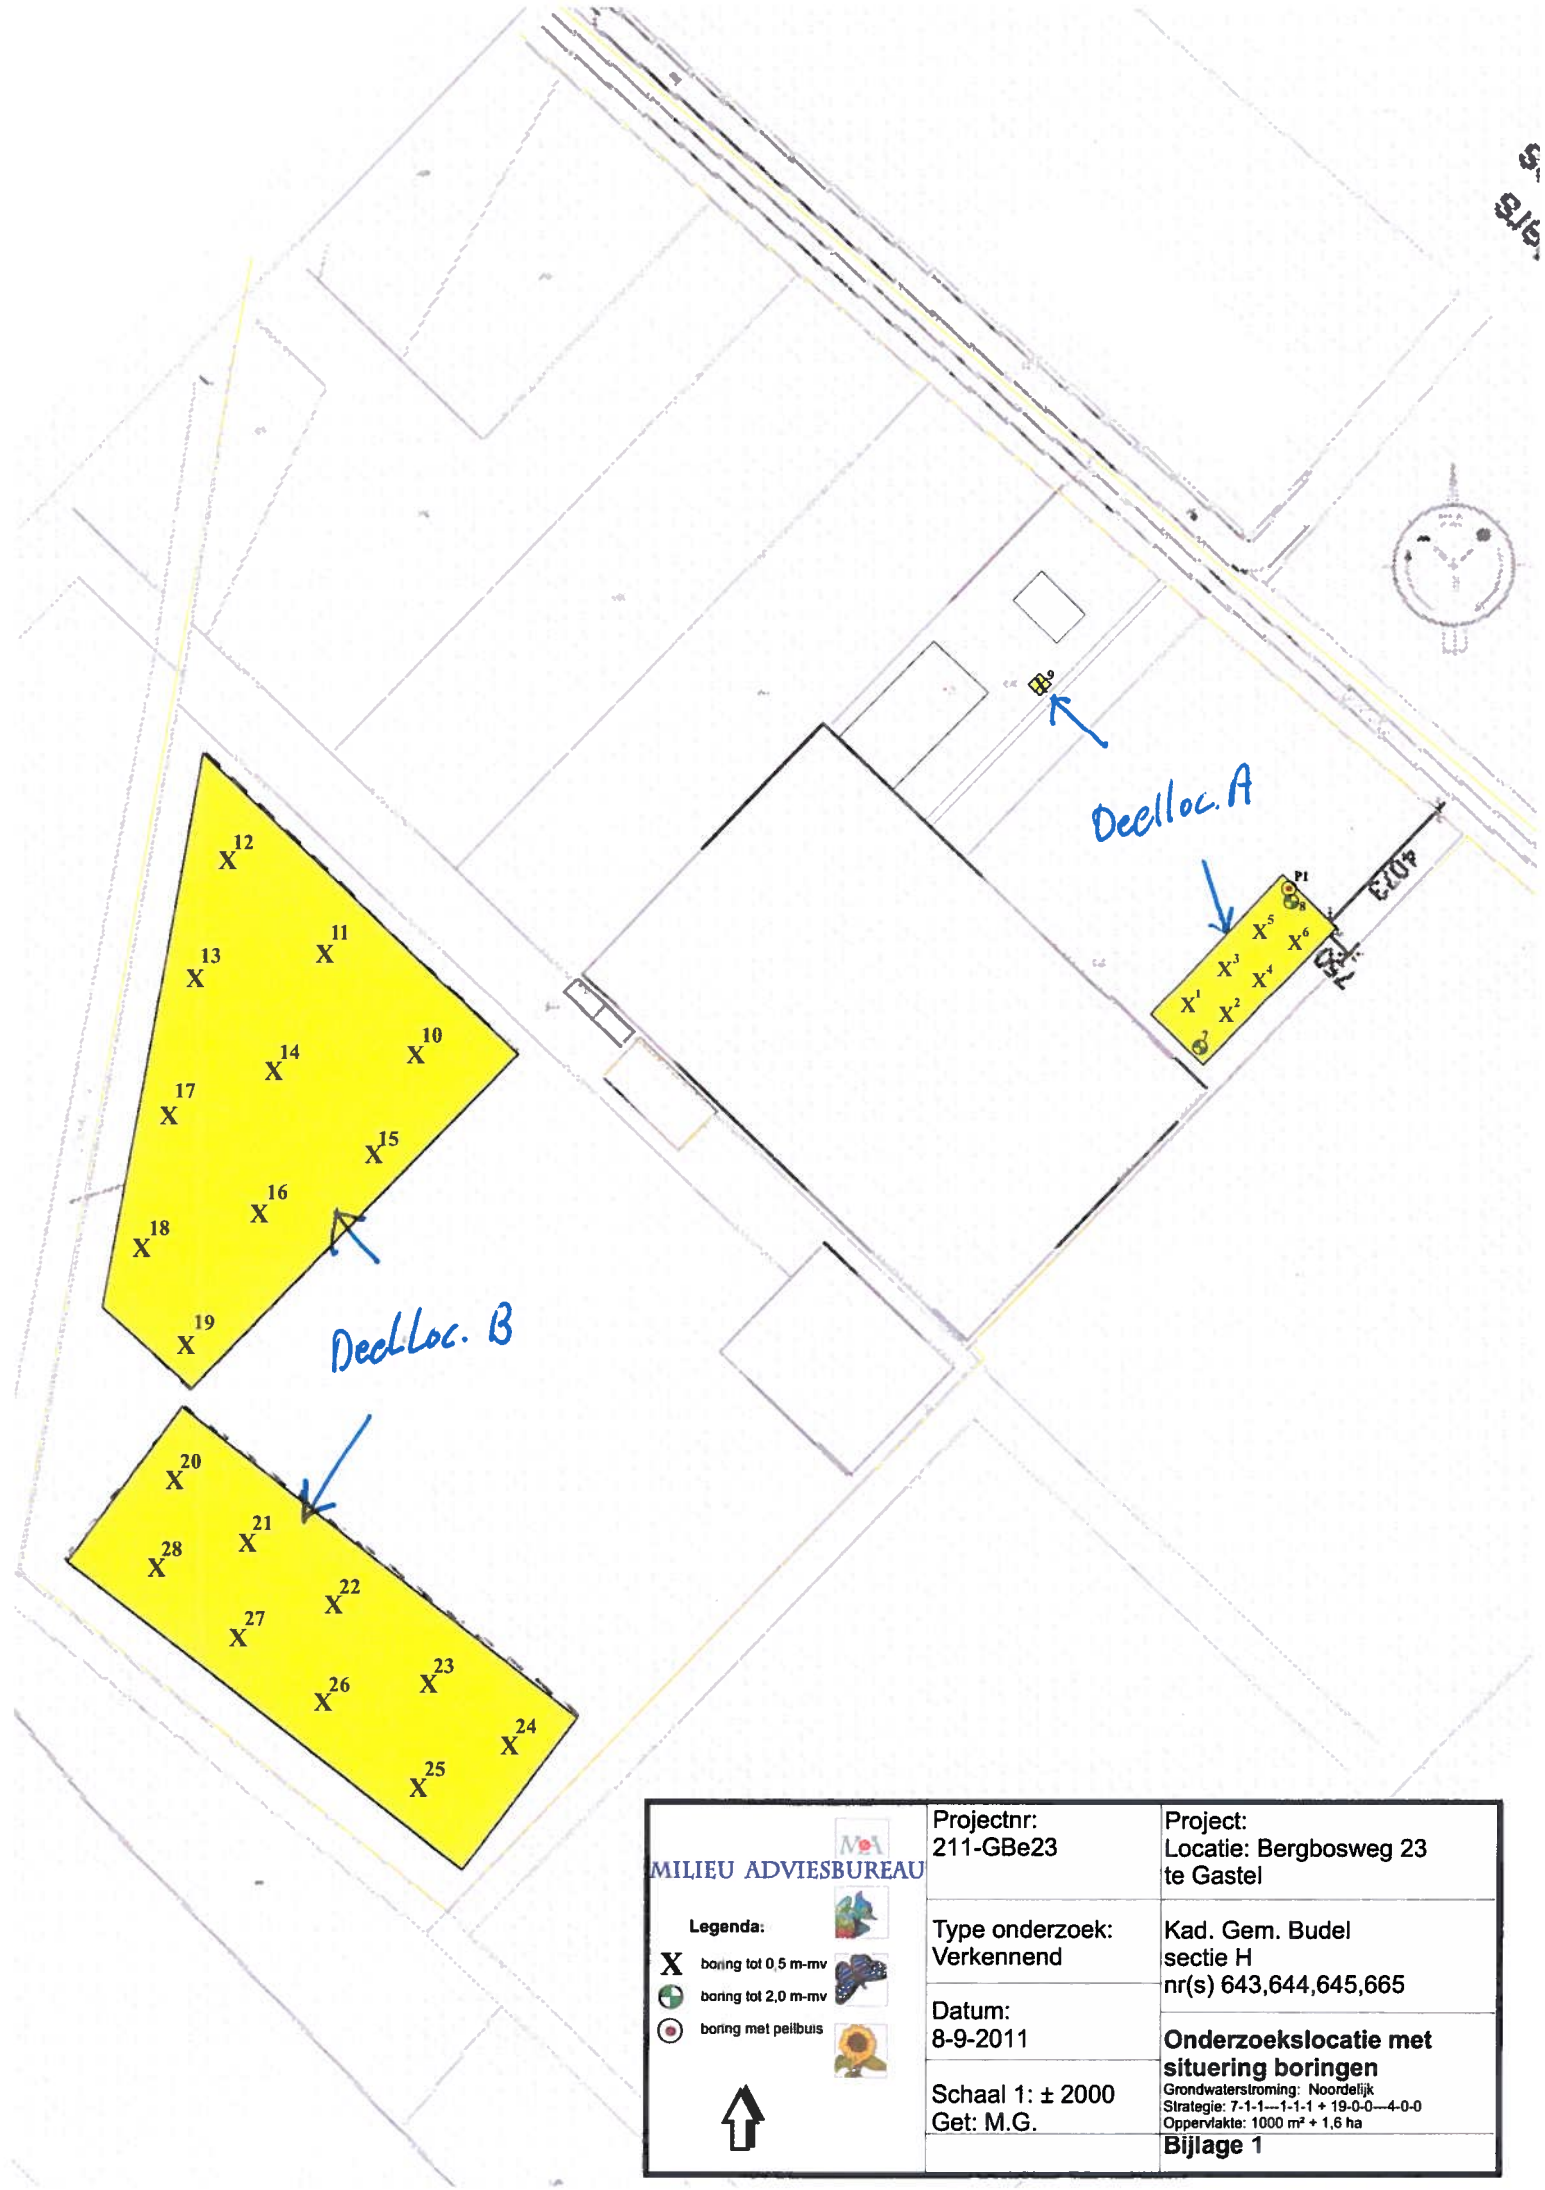 9
Deelloc. A
4073
750
P1
8
5
6
3
4
1
2
7
12
11
13
10
14
17
15
16
18
19
Deel.Loc. B
20
21
28
22
27
23
26
24
25
MA
MILIEU ADVIESBUREAU
Legenda:
X boring tot 0,5 m-mv
boring tot 2,0 m-mv
boring met peilbuis
Projectnr:
211-GBe23
Type onderzoek:
Verkennend
Datum:
8-9-2011
Schaal 1: ± 2000
Get: M.G.
Project:
Locatie: Bergbosweg 23
te Gastel
Kad. Gem. Budel
sectie H
nr(s) 643,644,645,665
Onderzoekslocatie met
situering boringen
Grondwaterstroming: Noordelijk
Strategie: 7-1-1---1-1-1 + 19-0-0---4-0-0
Oppervlakte: 1000 m² + 1,6 ha
Bijlage 1